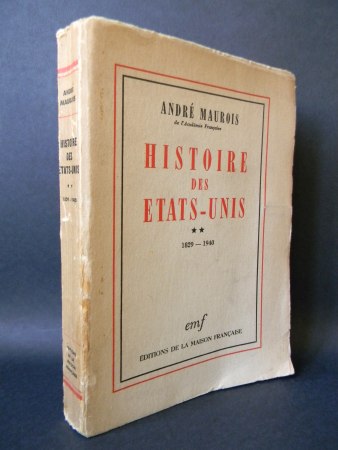 ANDRÉ
MAUROIS
HISTOIRE
DES
ETATS-UNIS
★★
1829-1940
ANDRÉ MAUROIS
de l'Académie Française
HISTOIRE
DES
ETATS-UNIS
★★
1829 — 1940
emf
ÉDITIONS DE LA MAISON FRANÇAISE